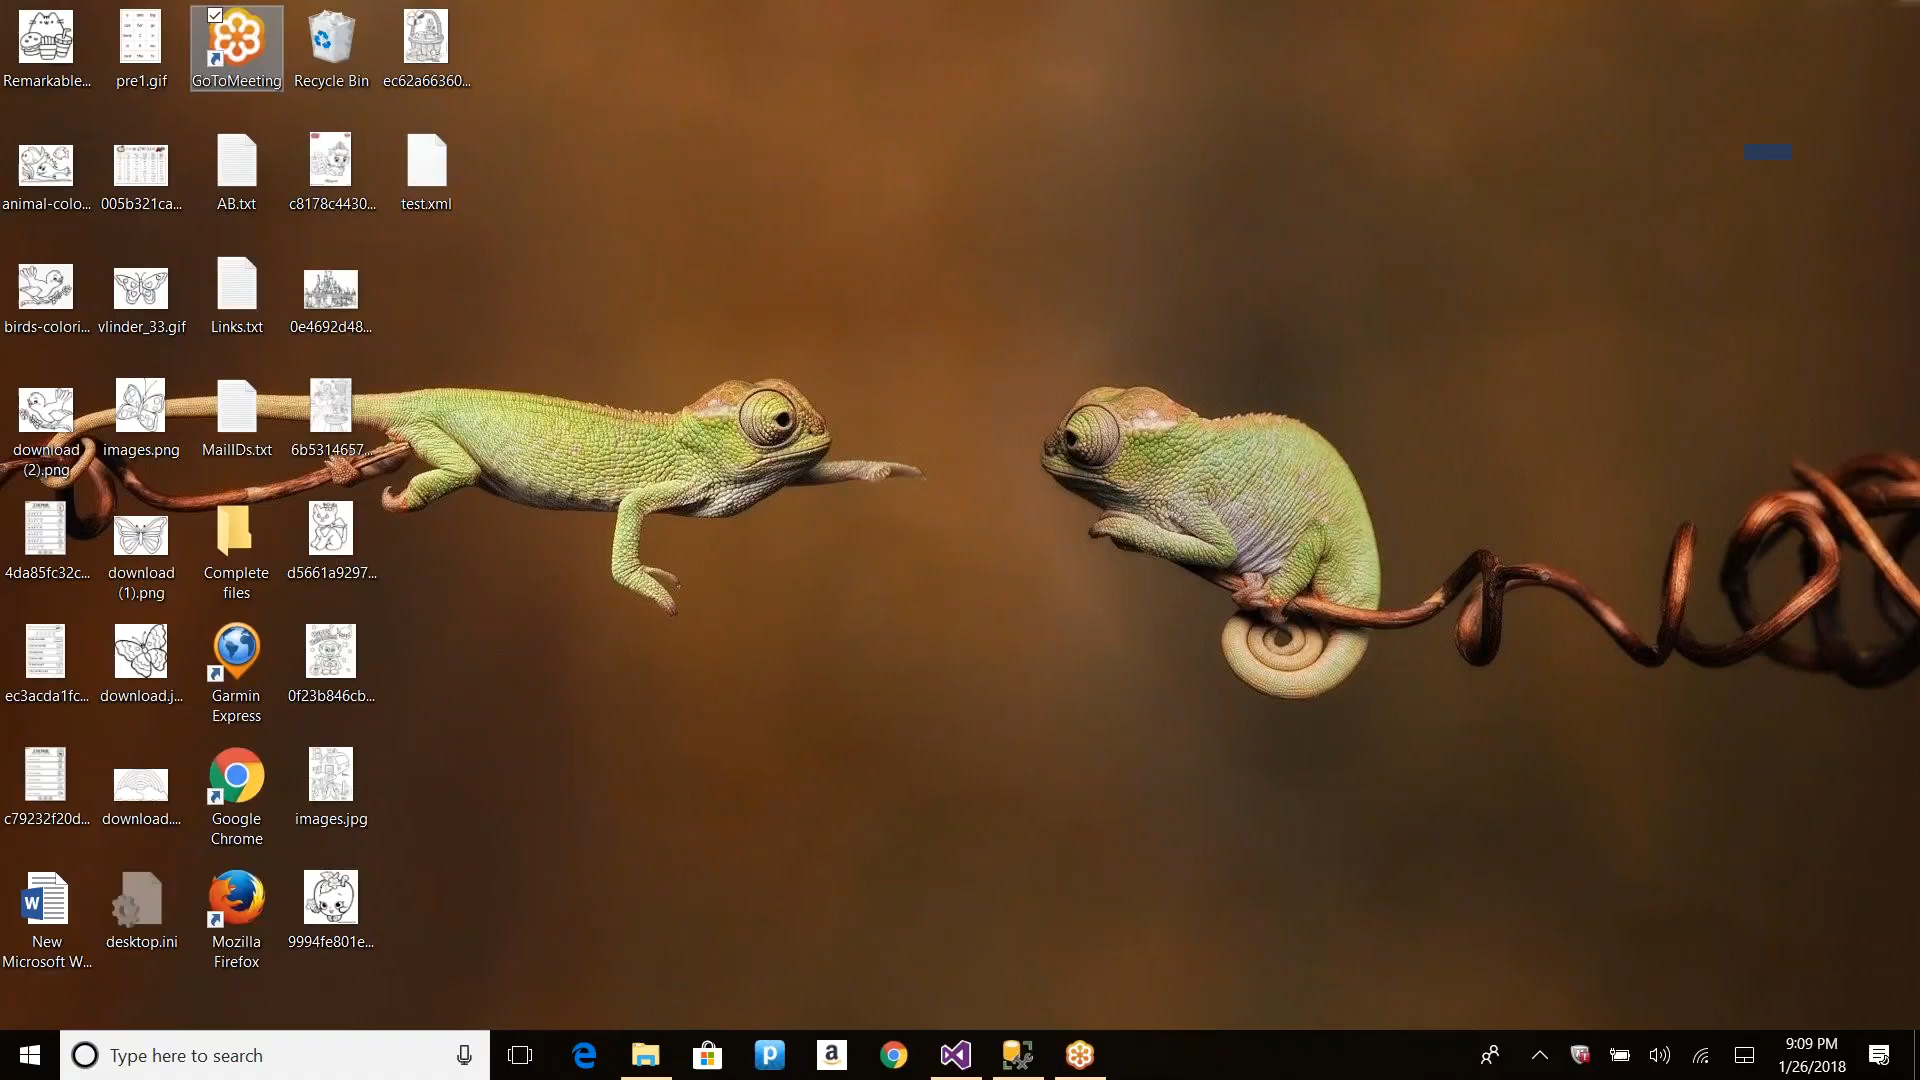 Remarkable...
pre1.gif
GoToMeeting
Recycle Bin
ec62a66360...
animal-colo...
005b321ca...
AB.txt
c8178c4430...
test.xml
birds-colori...
vlinder_33.gif
Links.txt
0e4692d48...
download
(2).png
images.png
MailIDs.txt
6b5314657...
4da85fc32c...
download
(1).png
Complete
files
d5661a9297...
ec3acda1fc...
download.j...
Garmin
Express
0f23b846cb...
c79232f20d...
download....
Google
Chrome
images.jpg
New
Microsoft W...
desktop.ini
Mozilla
Firefox
9994fe801e...
Type here to search
9:09 PM
1/26/2018